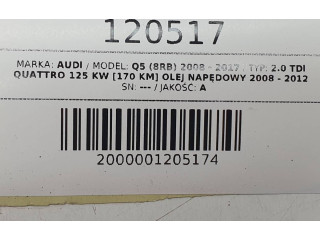 120517
MARKA: AUDI / MODEL: Q5 (8RB) 2008 - 2017 / TYP: 2.0 TDI
QUATTRO 125 KW [170 KM] OLEJ NAPĘDOWY 2008 - 2012
SN: --- / JAKOŚĆ: A
2000001205174